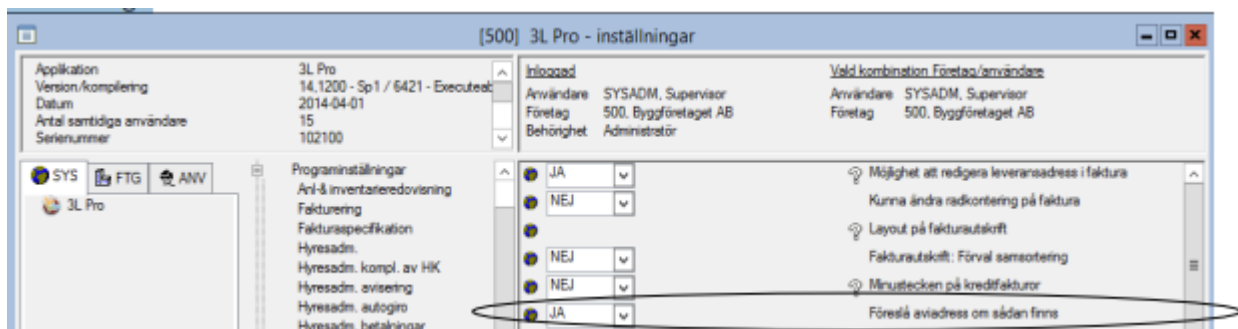 [500] 3L Pro - inställningar
Applikation 3L Pro
Version/kompilering 14.1200 - Sp1 / 6421 - Executeab
Datum 2014-04-01
Antal samtidiga användare 15
Serienummer 102100
Inloggad
Användare SYSADM, Supervisor
Företag 500, Byggföretaget AB
Behörighet Administratör
Vald kombination Företag/användare
Användare SYSADM, Supervisor
Företag 500, Byggföretaget AB
SYS FTG ANV
3L Pro
Programinställningar
Anl-& inventarieredovisning
Fakturering
Fakturaspecifikation
Hyresadm.
Hyresadm. kompl. av HK
Hyresadm. avisering
Hyresadm. autogiro
Hyresadm. betalningar
JA Möjlighet att redigera leveransadress i faktura
NEJ Kunna ändra radkontering på faktura
Layout på fakturautskrift
NEJ Fakturautskrift: Förval samsortering
NEJ Minustecken på kreditfakturor
JA Föreslå aviadress om sådan finns